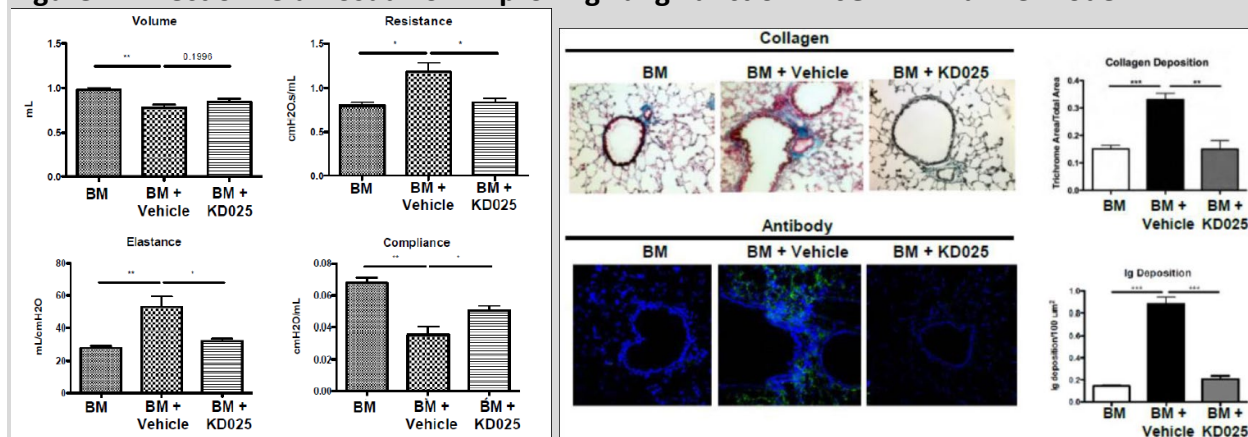 Volume
1.5
1.0
0.5
0.0
mL
** 0.1996
BM
BM + Vehicle
BM + KD025
Resistance
1.5
1.0
0.5
0.0
cmH2O.s/mL
* *
BM
BM + Vehicle
BM + KD025
Elastance
80
60
40
20
0
mL/cmH2O
** *
BM
BM + Vehicle
BM + KD025
Compliance
0.08
0.06
0.04
0.02
0.00
cmH2O/mL
** *
BM
BM + Vehicle
BM + KD025
Collagen
BM BM + Vehicle BM + KD025
Antibody
BM BM + Vehicle BM + KD025
Collagen Deposition
0.4
0.3
0.2
0.1
0.0
Trichrome Area/Total Area
*** **
BM
BM + Vehicle
BM + KD025
Ig Deposition
1.0
0.8
0.6
0.4
0.2
0.0
Ig deposition/100 um²
*** ***
BM
BM + Vehicle
BM + KD025